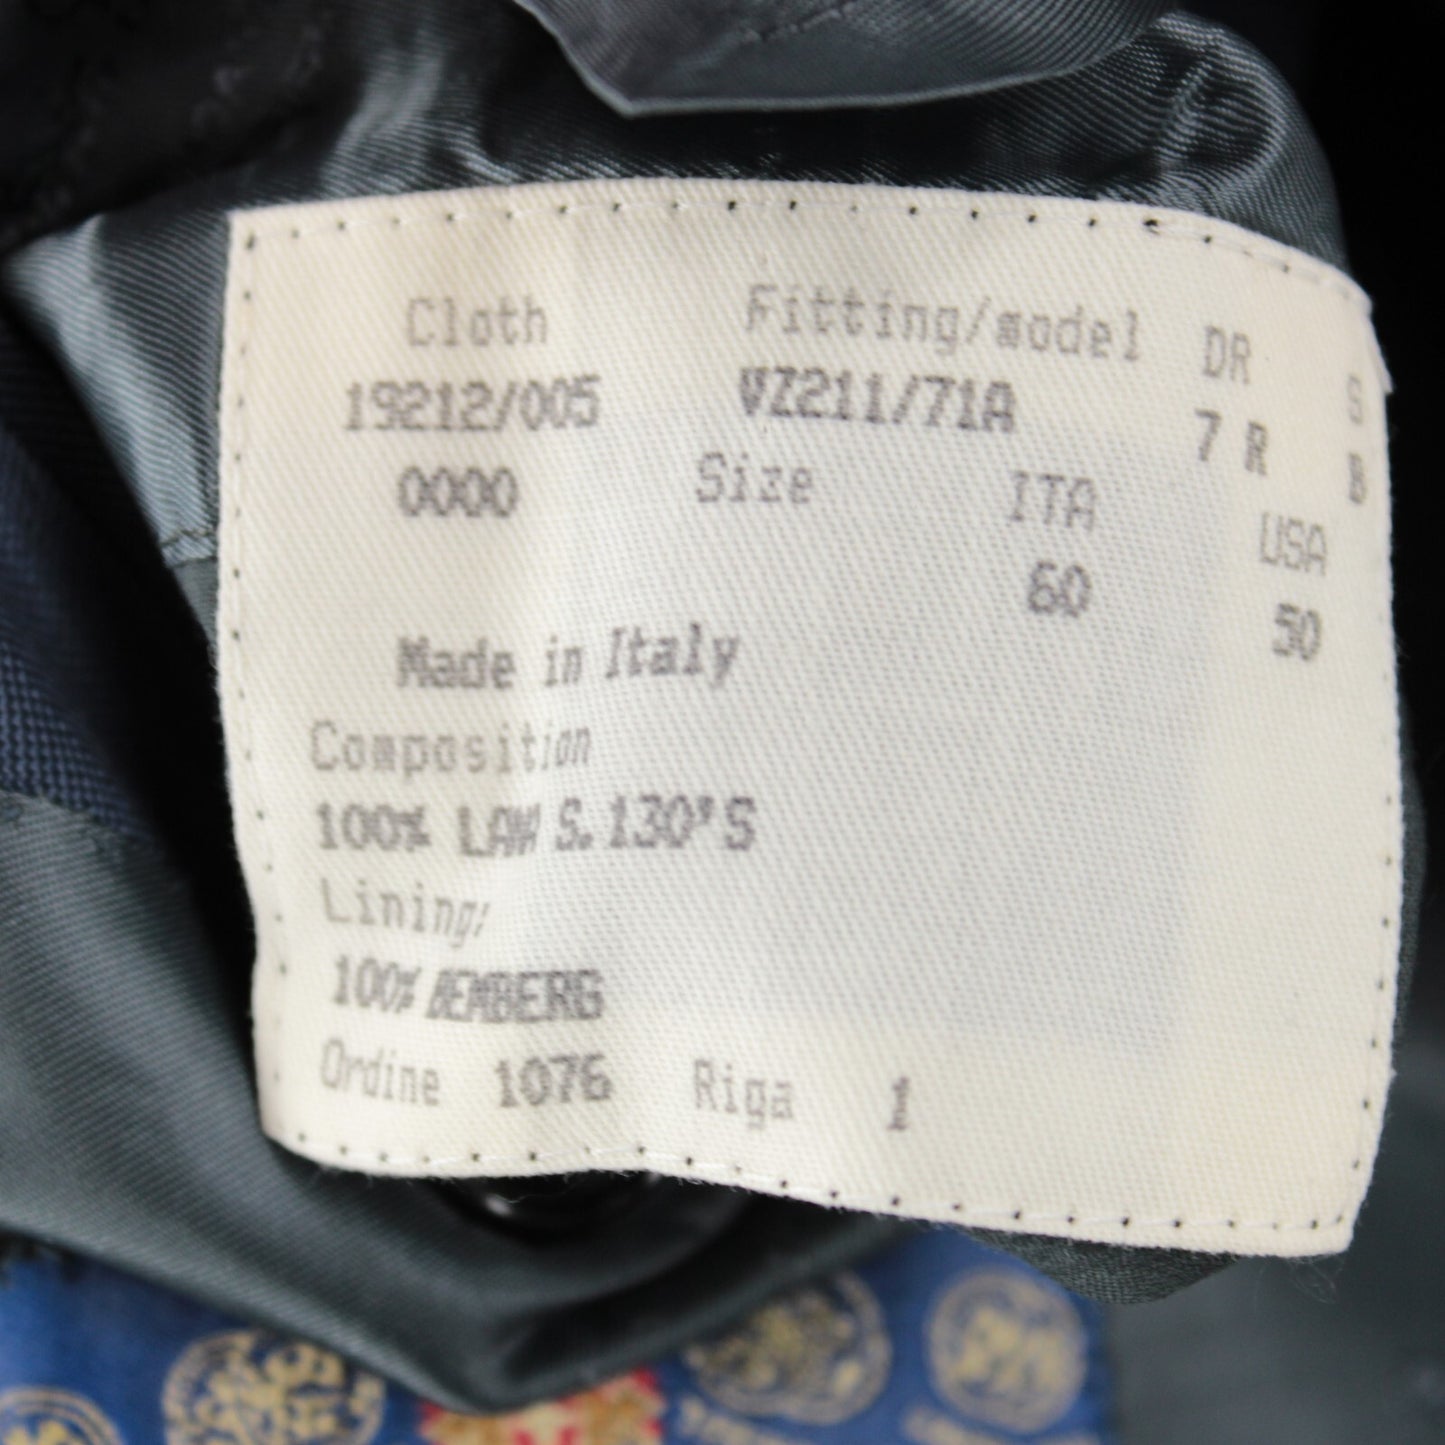 Cloth Fitting/model DR S
19212/005 VZ211/71A 7 R B
0000 Size ITA USA
60 50
Made in Italy
Composition
100% LAW S. 130'S
Lining:
100% BEMBERG
Ordine 1076 Riga 1